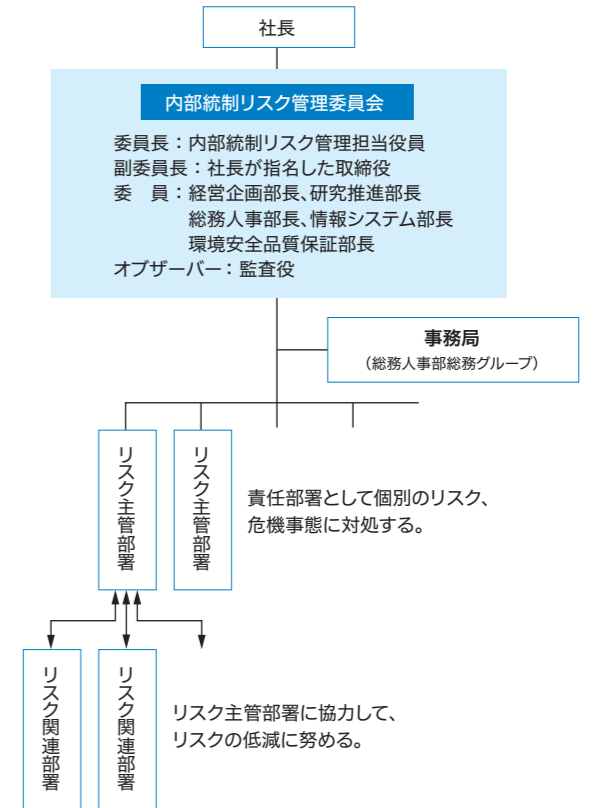 社長
内部統制リスク管理委員会
委員長：内部統制リスク管理担当役員
副委員長：社長が指名した取締役
委　員：経営企画部長、研究推進部長
総務人事部長、情報システム部長
環境安全品質保証部長
オブザーバー：監査役
事務局
（総務人事部総務グループ）
リスク主管部署
リスク主管部署
責任部署として個別のリスク、
危機事態に対処する。
リスク関連部署
リスク関連部署
リスク主管部署に協力して、
リスクの低減に努める。